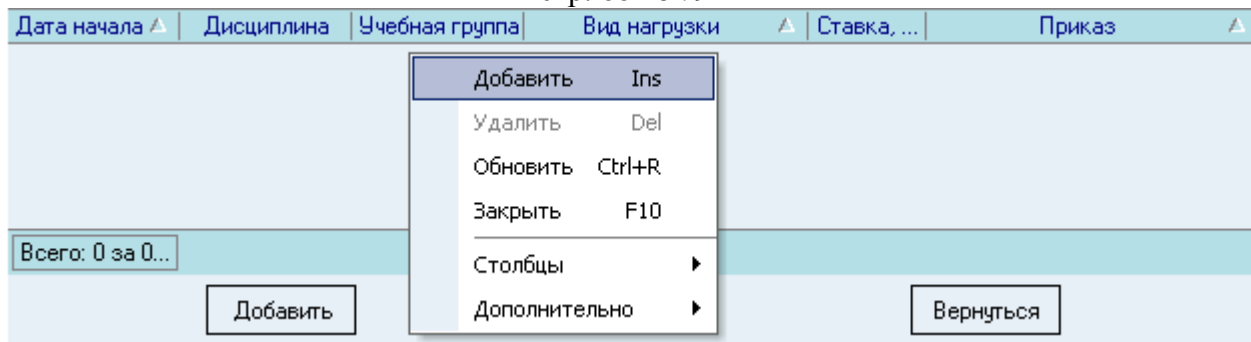 Дата начала Дисциплина Учебная группа Вид нагрузки Ставка, ... Приказ
Добавить Ins
Удалить Del
Обновить Ctrl+R
Закрыть F10
Всего: 0 за 0...
Столбцы
Дополнительно
Добавить
Вернуться